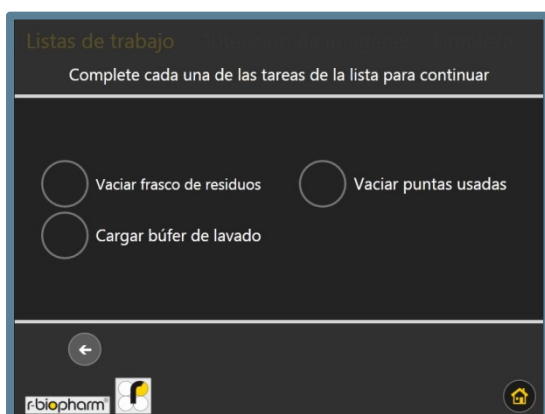 Listas de trabajo
Complete cada una de las tareas de la lista para continuar
Vaciar frasco de residuos
Vaciar puntas usadas
Cargar búfer de lavado
r-biopharm®